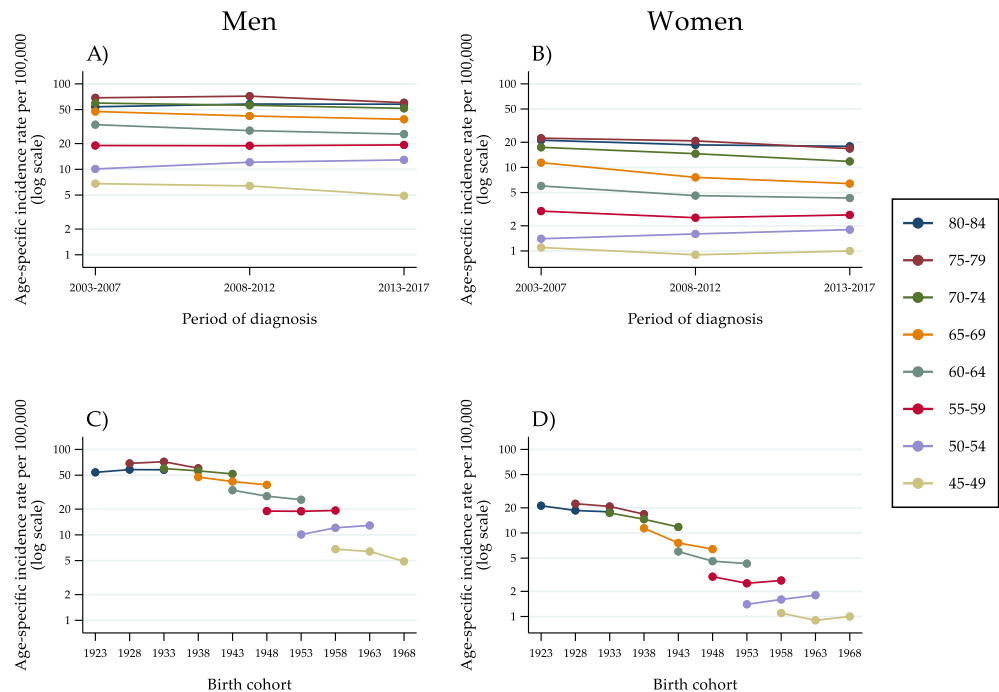 Men
Women
A)
Age-specific incidence rate per 100,000
(log scale)
100
50
20
10
5
2
1
2003-2007
2008-2012
2013-2017
Period of diagnosis
B)
Age-specific incidence rate per 100,000
(log scale)
100
50
20
10
5
2
1
2003-2007
2008-2012
2013-2017
Period of diagnosis
80-84
75-79
70-74
65-69
60-64
55-59
50-54
45-49
C)
Age-specific incidence rate per 100,000
(log scale)
100
50
20
10
5
2
1
1923 1928 1933 1938 1943 1948 1953 1958 1963 1968
Birth cohort
D)
Age-specific incidence rate per 100,000
(log scale)
100
50
20
10
5
2
1
1923 1928 1933 1938 1943 1948 1953 1958 1963 1968
Birth cohort